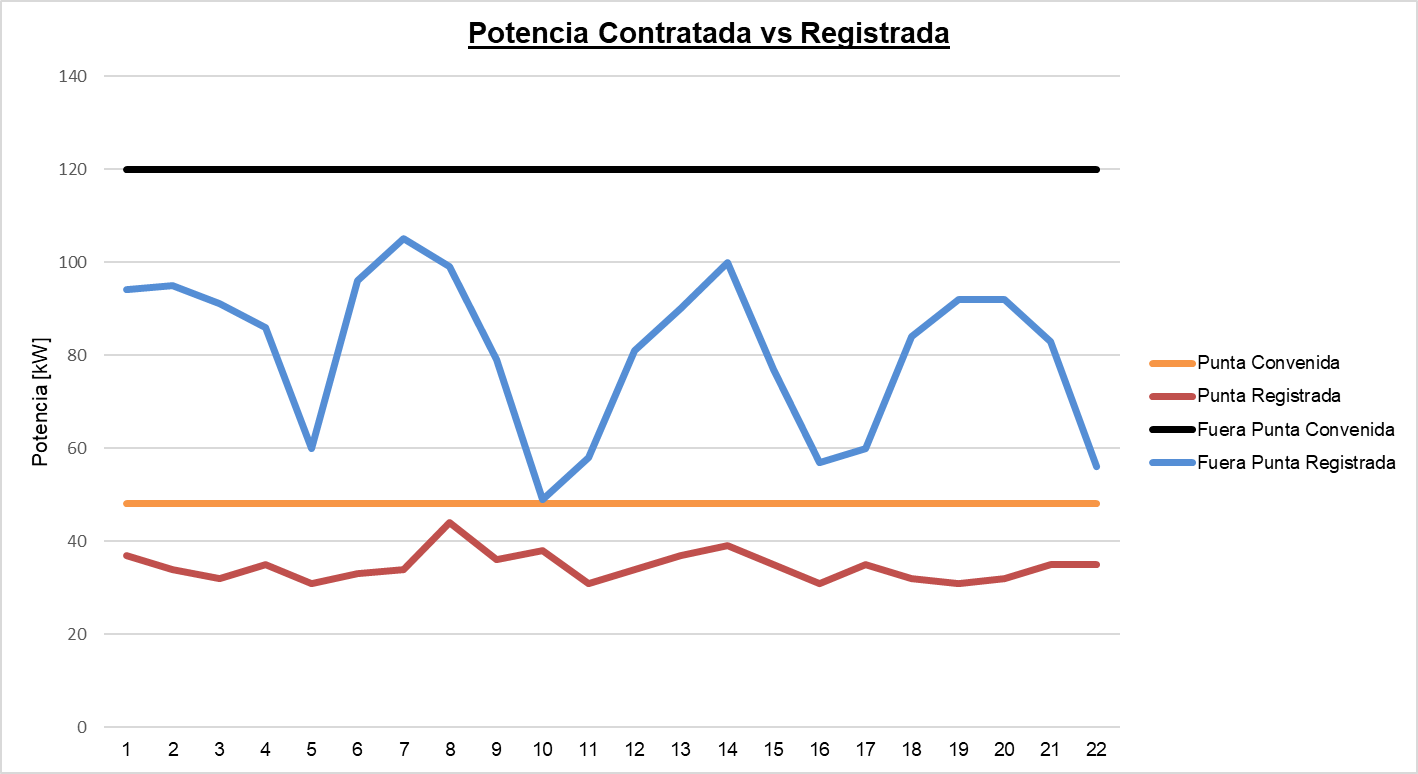 Potencia Contratada vs Registrada
140
120
100
80
60
40
20
0
Potencia [kW]
1 2 3 4 5 6 7 8 9 10 11 12 13 14 15 16 17 18 19 20 21 22
Punta Convenida
Punta Registrada
Fuera Punta Convenida
Fuera Punta Registrada